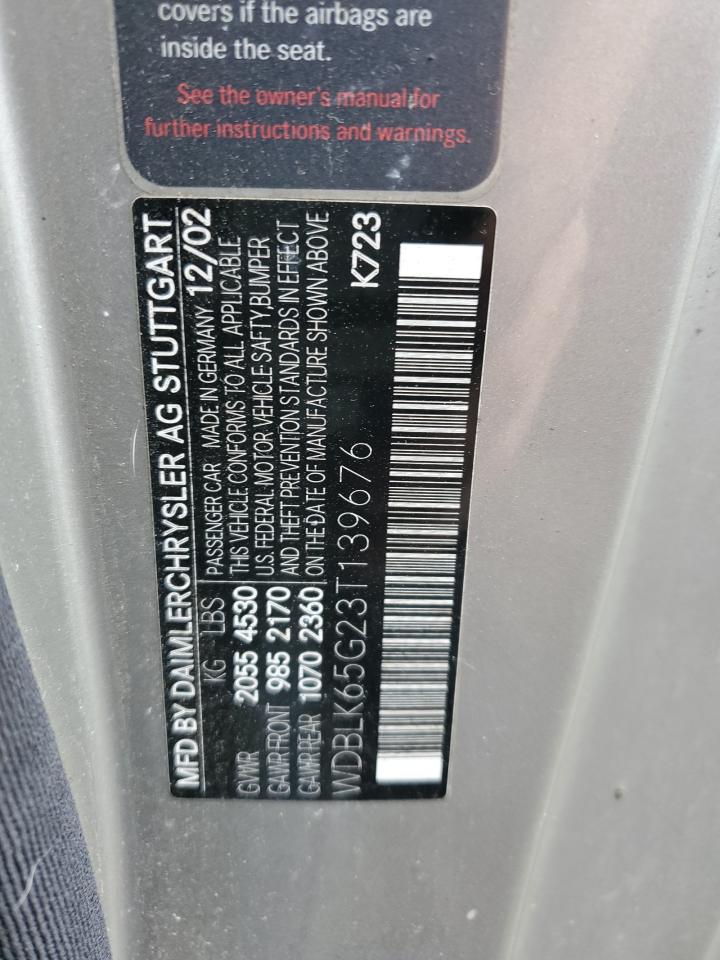 covers if the airbags are
inside the seat.
See the owner's manual for
further instructions and warnings.
MFD BY DAIMLERCHRYSLER AG STUTTGART
KG LBS PASSENGER CAR MADE IN GERMANY 12/02
GVWR 2055 4530 THIS VEHICLE CONFORMS TO ALL APPLICABLE
GAWR FRONT 985 2170 U.S. FEDERAL MOTOR VEHICLE SAFTY,BUMPER
AND THEFT PREVENTION STANDARDS IN EFFECT
GAWR REAR 1070 2360 ON THE DATE OF MANUFACTURE SHOWN ABOVE
WDBLK65G23T139676 K723